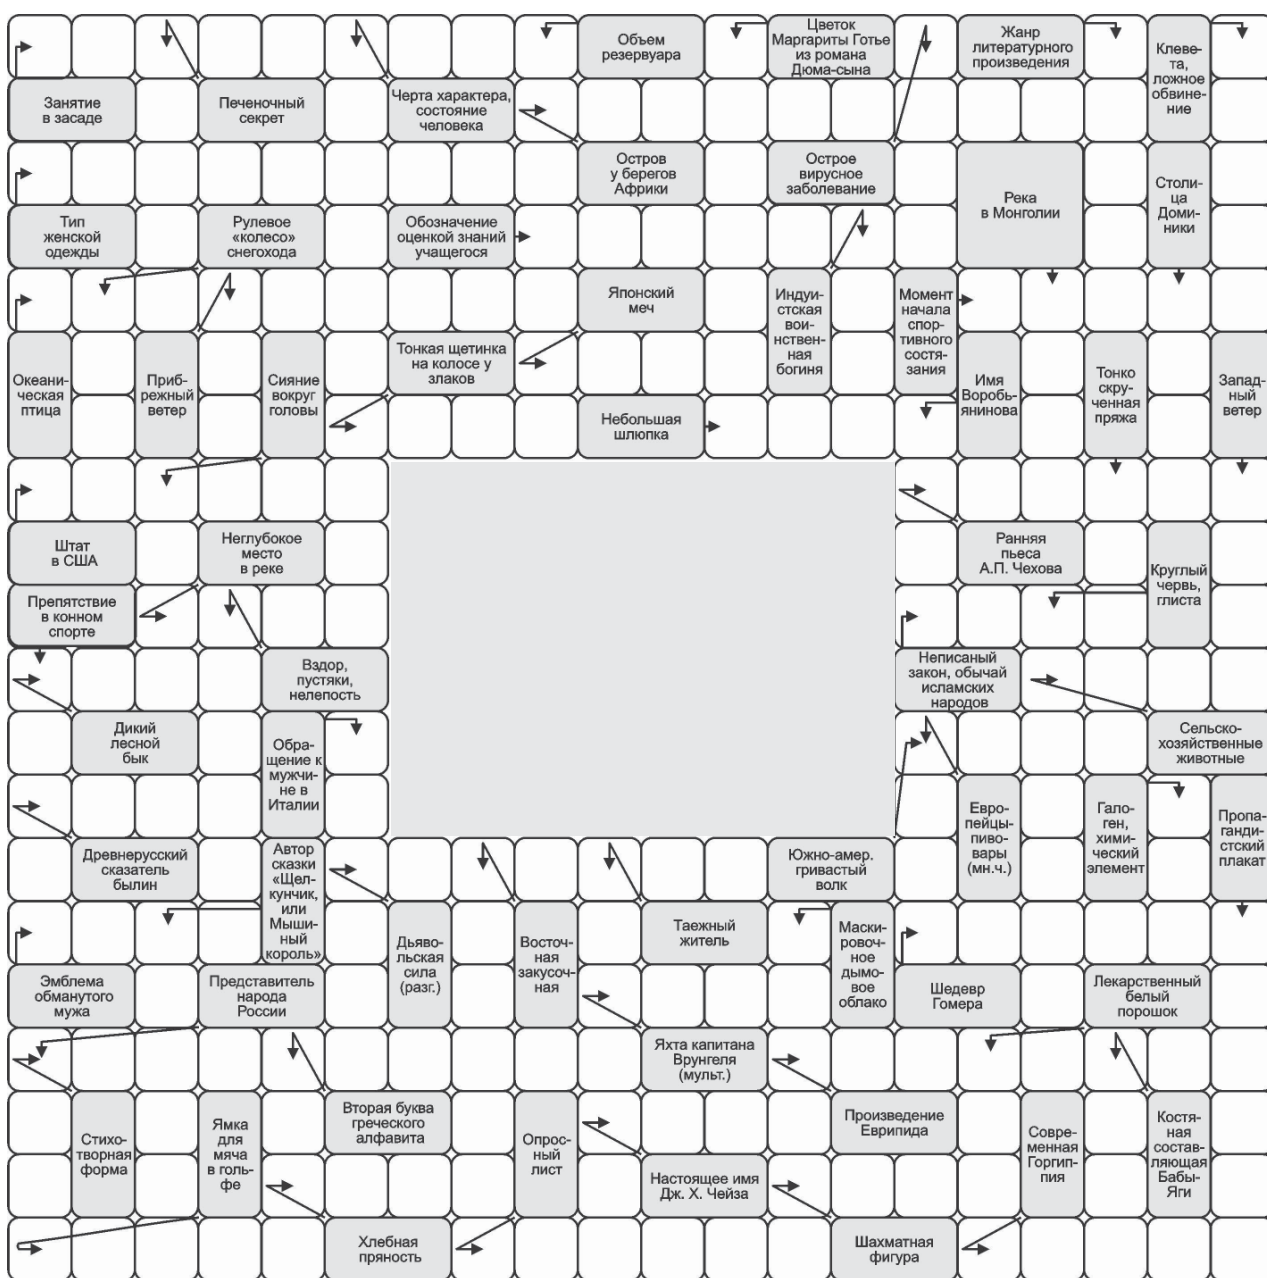 Объем
резервуара
Цветок
Маргариты Готье
из романа
Дюма-сына
Жанр
литературного
произведения
Клеве-
та,
ложное
обвине-
ние
Занятие
в засаде
Печеночный
секрет
Черта характера,
состояние
человека
Остров
у берегов
Африки
Острое
вирусное
заболевание
Река
в Монголии
Столи-
ца
Доми-
ники
Тип
женской
одежды
Рулевое
«колесо»
снегохода
Обозначение
оценкой знаний
учащегося
Японский
меч
Индуи-
стская
во-
инствен-
ная
богиня
Момент
начала
спор-
тивного
состя-
зания
Океани-
ческая
птица
Приб-
режный
ветер
Сияние
вокруг
головы
Тонкая щетинка
на колосе у
злаков
Имя
Воробь-
янинова
Тонко
скру-
ченная
пряжа
Запад-
ный
ветер
Небольшая
шлюпка
Штат
в США
Неглубокое
место
в реке
Ранняя
пьеса
А.П. Чехова
Круглый
червь,
глиста
Препятствие
в конном
спорте
Вздор,
пустяки,
нелепость
Неписаный
закон, обычай
исламских
народов
Дикий
лесной
бык
Обра-
щение к
мужчи-
не в
Италии
Сельско-
хозяйственные
животные
Евро-
пейцы-
пиво-
вары
(мн.ч.)
Гало-
ген,
хими-
ческий
элемент
Пропа-
ганди-
стский
плакат
Древнерусский
сказатель
былин
Автор
сказки
«Щел-
кунчик,
или
Мыши-
ный
король»
Южно-амер.
гривастый
волк
Дьяво-
льская
сила
(разг.)
Восточ-
ная
закусоч-
ная
Таежный
житель
Маски-
ровоч-
ное
дымо-
вое
облако
Эмблема
обманутого
мужа
Представитель
народа
России
Шедевр
Гомера
Лекарственный
белый
порошок
Яхта капитана
Врунгеля
(мульт.)
Стихо-
творная
форма
Ямка
для
мяча
в голь-
фе
Вторая буква
греческого
алфавита
Опрос-
ный
лист
Произведение
Еврипида
Совре-
менная
Горгип-
пия
Костя-
ная
состав-
ляющая
Бабы-
Яги
Настоящее имя
Дж. Х. Чейза
Хлебная
пряность
Шахматная
фигура